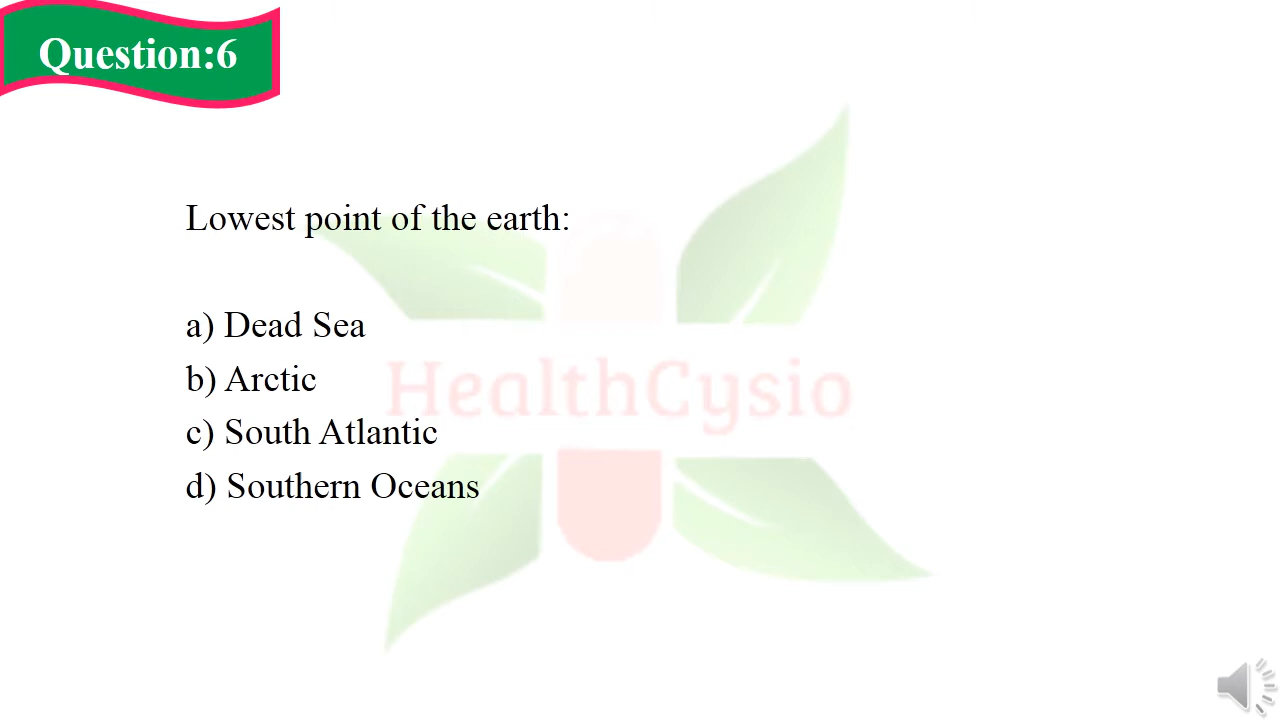 Question:6
Lowest point of the earth:
a) Dead Sea
b) Arctic
HealthCysio
c) South Atlantic
d) Southern Oceans